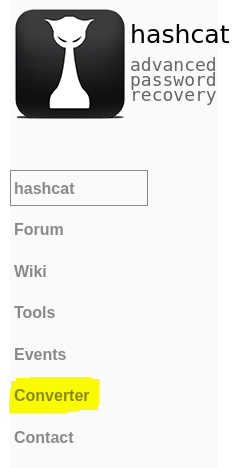 hashcat
advanced
password
recovery
hashcat
Forum
Wiki
Tools
Events
Converter
Contact